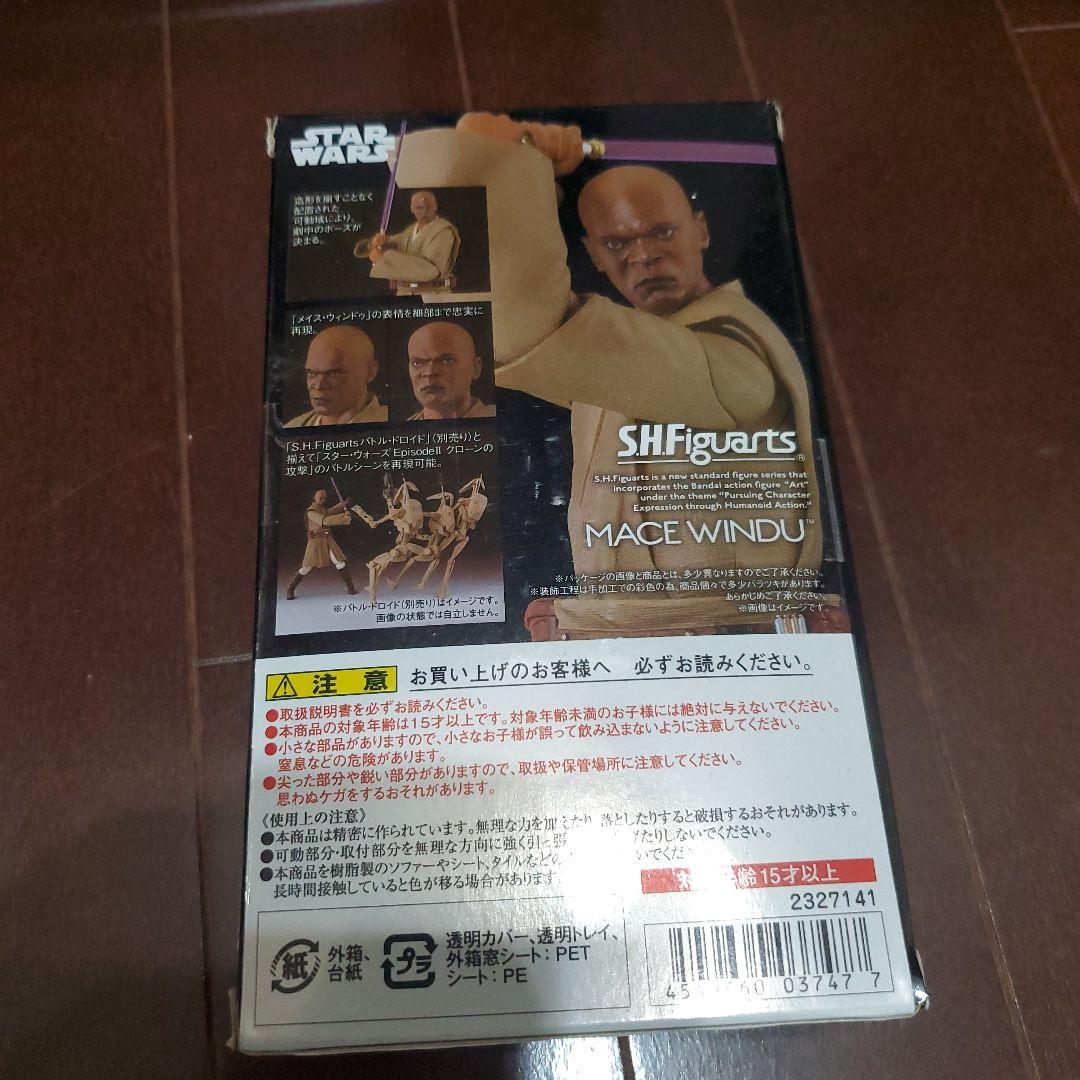 STAR
WARS
造形を崩すことなく
配置された
可動域により、
劇中のポーズが
決まる。
「メイス・ウィンドゥ」の表情を細部まで忠実に
再現。
「S.H.Figuartsバトル・ドロイド」(別売り)と
揃えて「スター・ウォーズ EpisodeⅡ クローンの
攻撃」のバトルシーンを再現可能。
※バトル・ドロイド(別売り)はイメージです。
画像の状態では自立しません。
S.H.Figuarts®
S.H.Figuarts is a new standard figure series that
incorporates the Bandai action figure "Art"
under the theme "Pursuing Character
Expression through Humanoid Action."
MACE WINDU™
※パッケージの画像と商品とは、多少異なりますのでご了承ください。
※装飾工程は手加工での彩色の為、商品個々で多少バラツキがあります。
あらかじめご了承ください。
※画像はイメージです。
注意 お買い上げのお客様へ 必ずお読みください。
●取扱説明書を必ずお読みください。
●本商品の対象年齢は15才以上です。対象年齢未満のお子様には絶対に与えないでください。
●小さな部品がありますので、小さなお子様が誤って飲み込まないように注意してください。
窒息などの危険があります。
●尖った部分や鋭い部分がありますので、取扱や保管場所に注意してください。
思わぬケガをするおそれがあります。
《使用上の注意》
●本商品は精密に作られています。無理な力を加えたり、落としたりすると破損するおそれがあります。
●可動部分・取付部分を無理な方向に強く引っ張 げたりしないでください。
●本商品を樹脂製のソファーやシート、タイルなどの いでください
長時間接触していると色が移る場合があります。
年齢15才以上
2327141
紙
外箱、
台紙
プラ
透明カバー、透明トレイ、
外箱窓シート:PET
シート:PE
03747 7